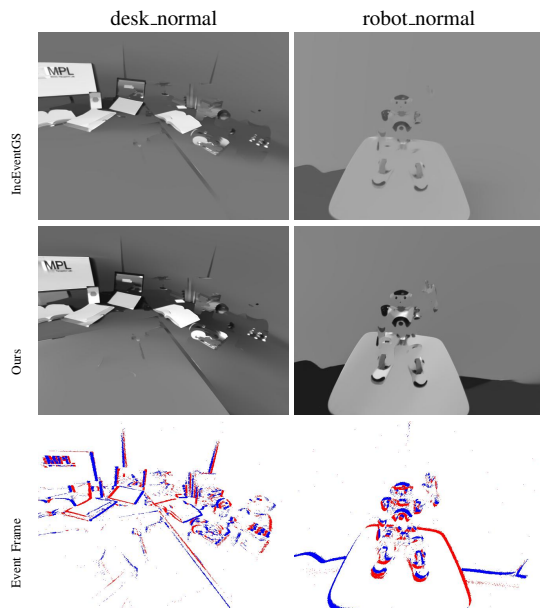 desk_normal robot_normal
IncEventGS
MPL
Ours
MPL
Event Frame